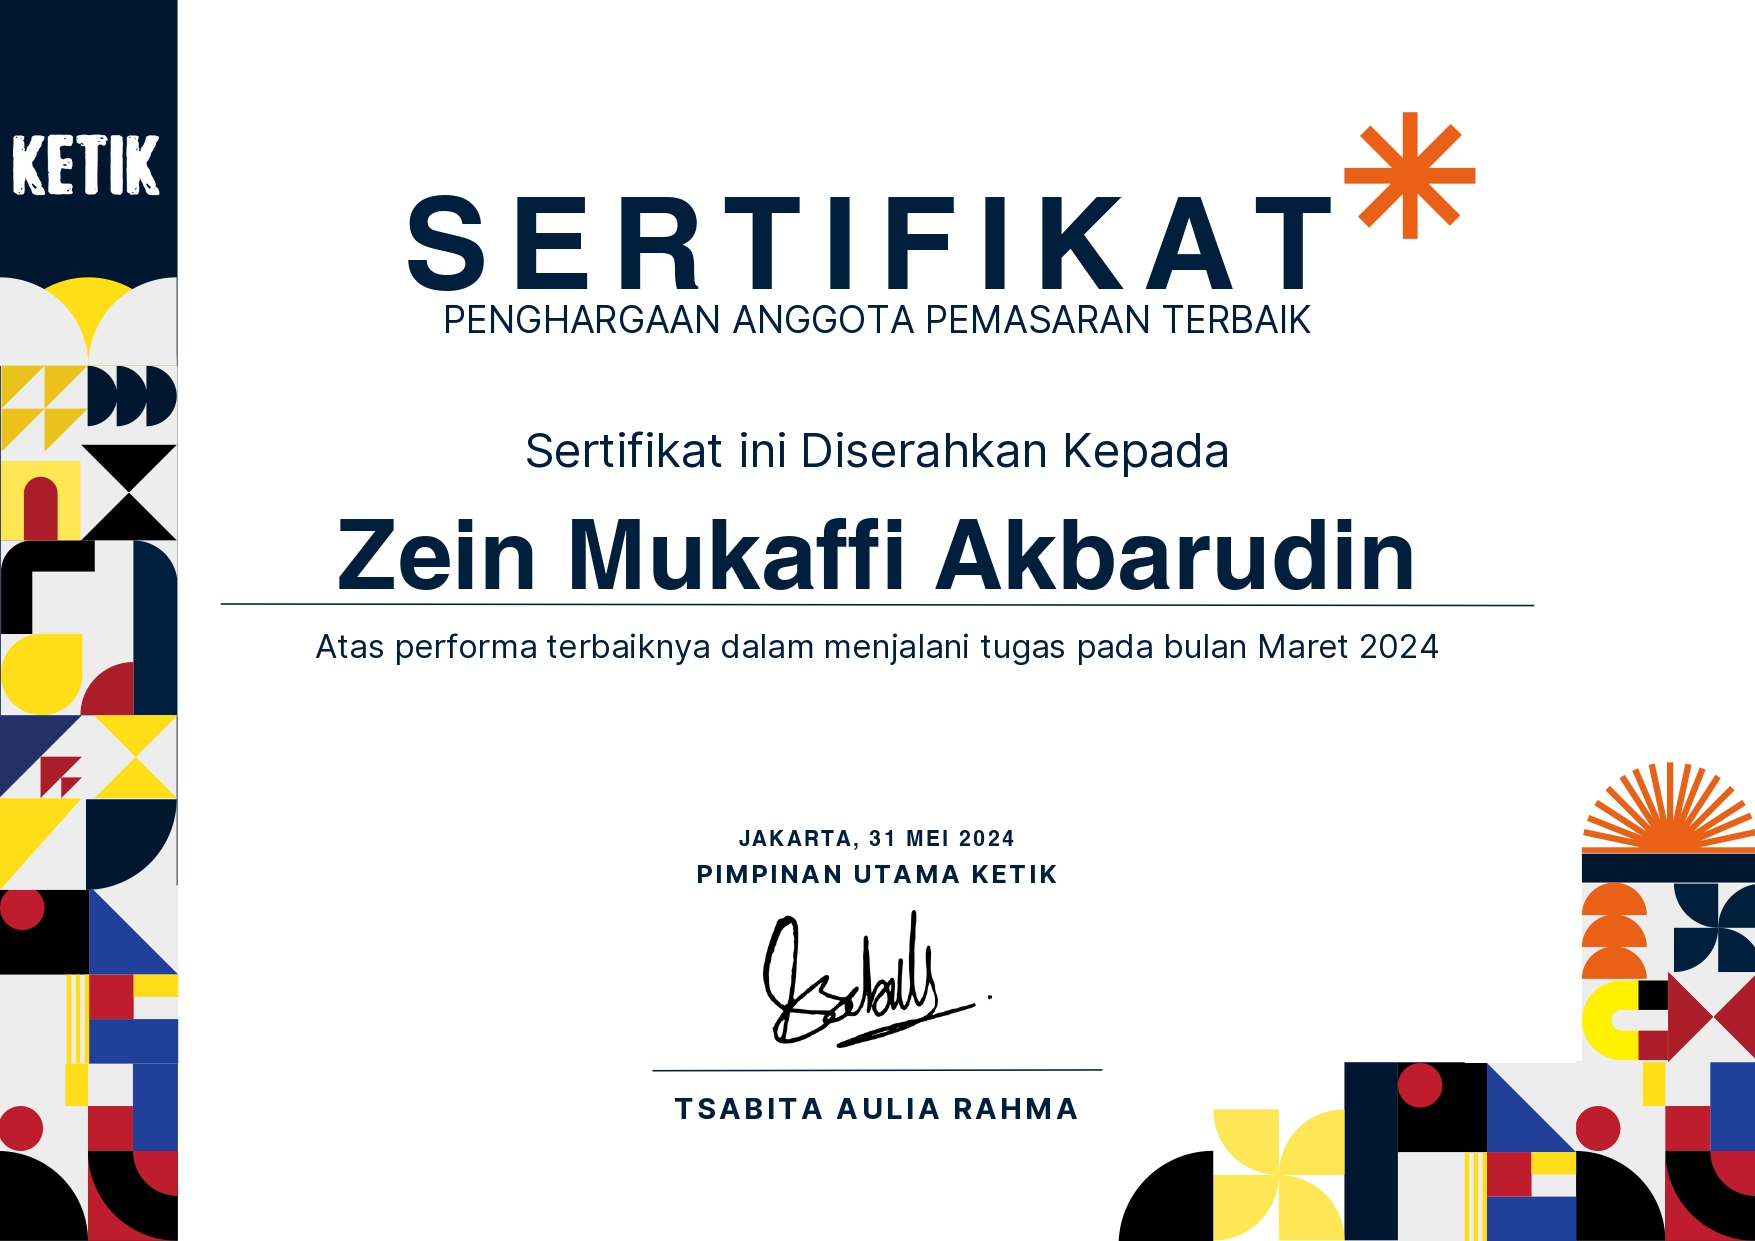 KETIK
SERTIFIKAT
PENGHARGAAN ANGGOTA PEMASARAN TERBAIK
Sertifikat ini Diserahkan Kepada
Zein Mukaffi Akbarudin
Atas performa terbaiknya dalam menjalani tugas pada bulan Maret 2024
JAKARTA, 31 MEI 2024
PIMPINAN UTAMA KETIK
TSABITA AULIA RAHMA